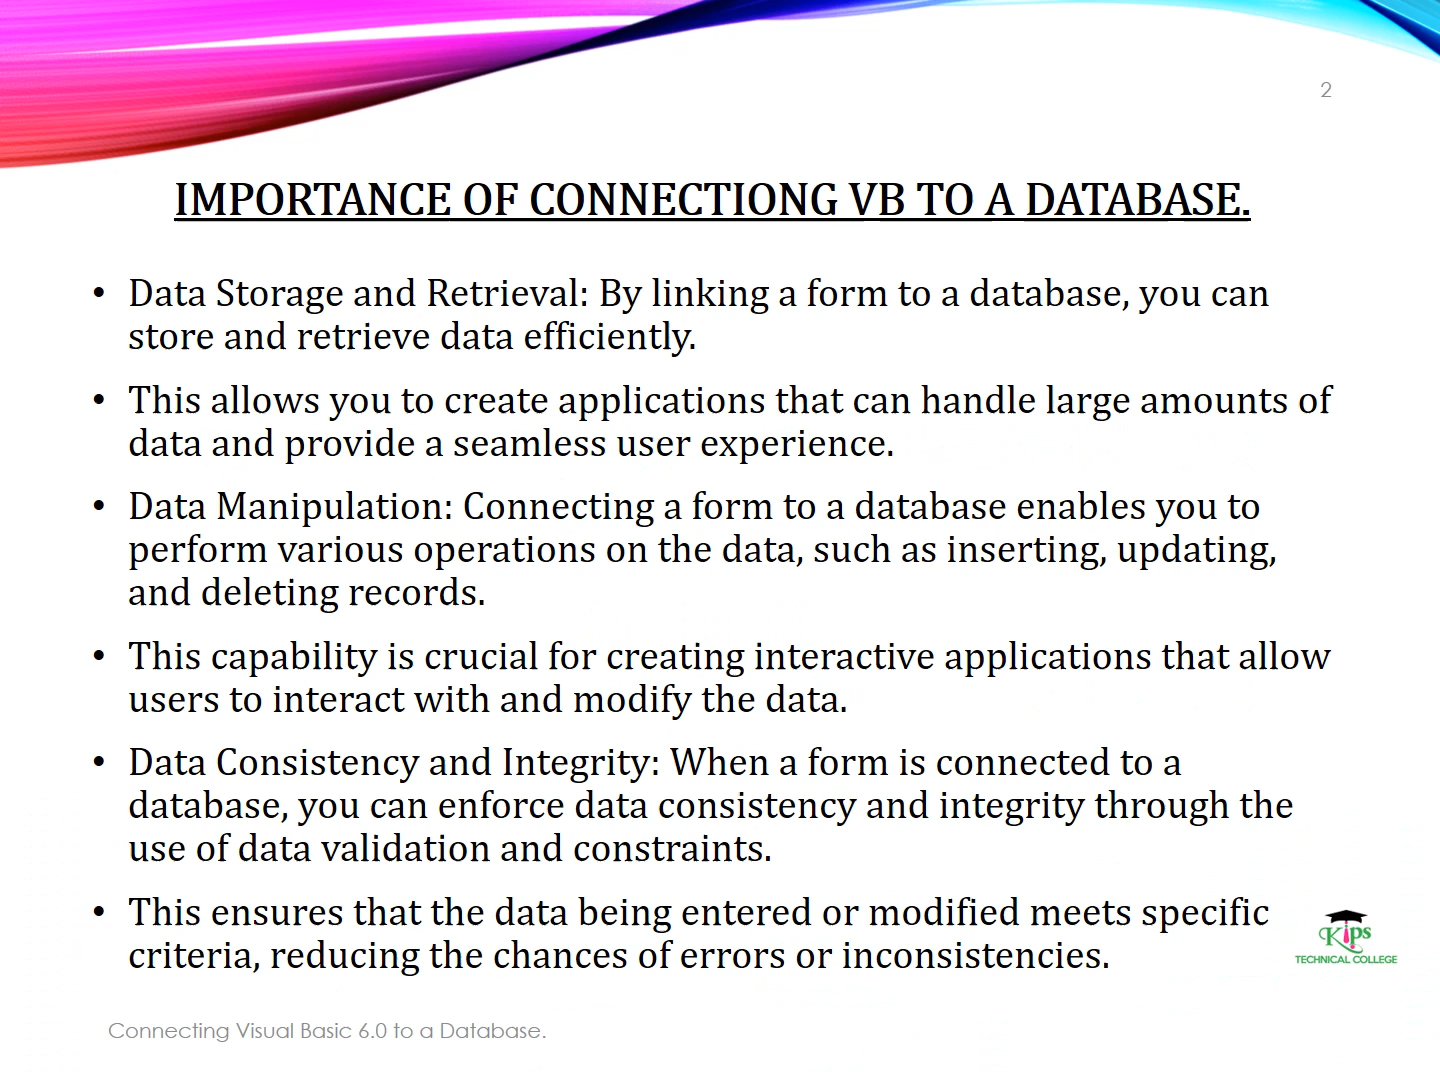 2
IMPORTANCE OF CONNECTIONG VB TO A DATABASE.
• Data Storage and Retrieval: By linking a form to a database, you can
store and retrieve data efficiently.
• This allows you to create applications that can handle large amounts of
data and provide a seamless user experience.
• Data Manipulation: Connecting a form to a database enables you to
perform various operations on the data, such as inserting, updating,
and deleting records.
• This capability is crucial for creating interactive applications that allow
users to interact with and modify the data.
• Data Consistency and Integrity: When a form is connected to a
database, you can enforce data consistency and integrity through the
use of data validation and constraints.
• This ensures that the data being entered or modified meets specific
criteria, reducing the chances of errors or inconsistencies.
Kips
TECHNICAL COLLEGE
Connecting Visual Basic 6.0 to a Database.